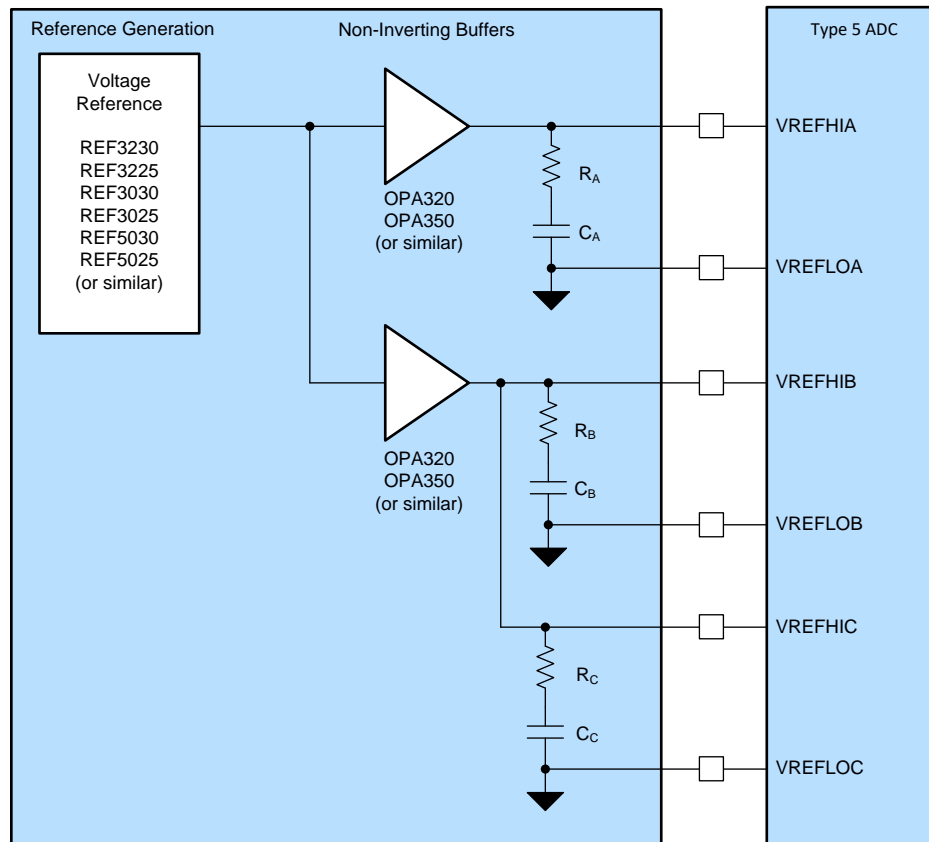 Reference Generation
Non-Inverting Buffers
Type 5 ADC
Voltage
Reference
REF3230
REF3225
REF3030
REF3025
REF5030
REF5025
(or similar)
OPA320
OPA350
(or similar)
RA
CA
VREFHIA
VREFLOA
OPA320
OPA350
(or similar)
RB
CB
VREFHIB
VREFLOB
RC
CC
VREFHIC
VREFLOC